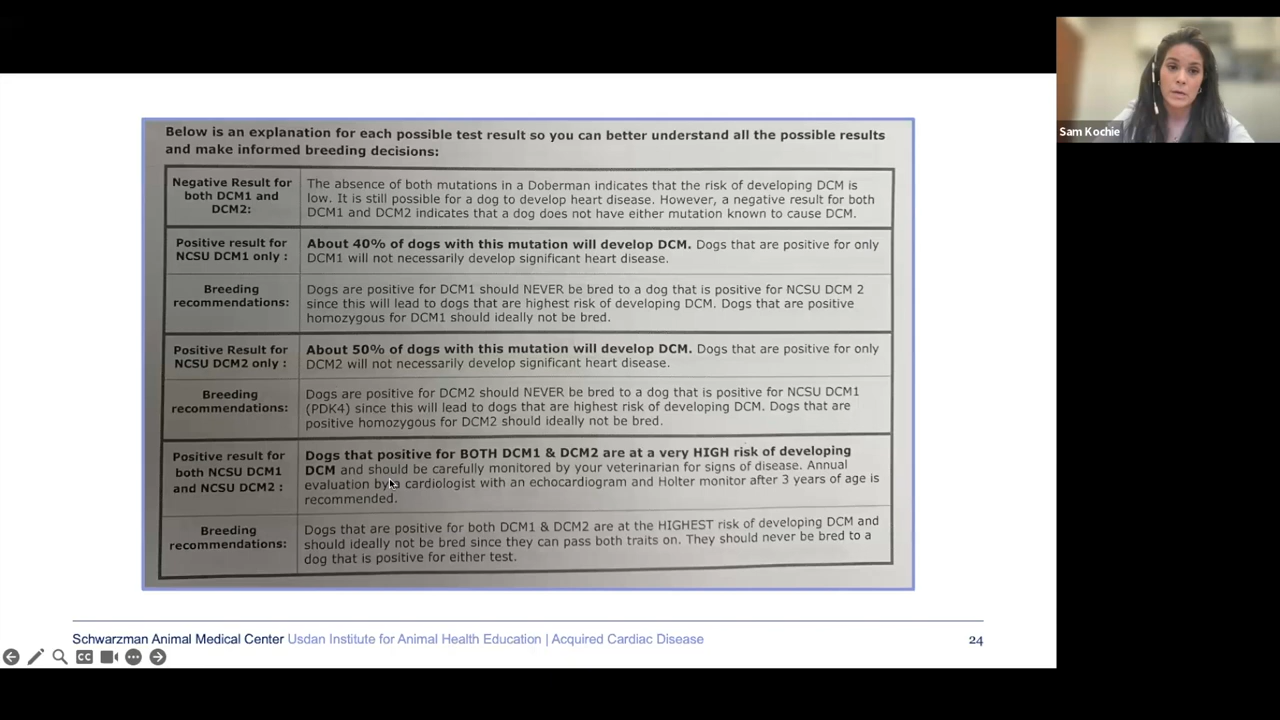 Sam Kochie
Below is an explanation for each possible test result so you can better understand all the possible results
and make informed breeding decisions:
Negative Result for
both DCM1 and
DCM2:
The absence of both mutations in a Doberman indicates that the risk of developing DCM is
low. It is still possible for a dog to develop heart disease. However, a negative result for both
DCM1 and DCM2 indicates that a dog does not have either mutation known to cause DCM.
Positive result for
NCSU DCM1 only :
About 40% of dogs with this mutation will develop DCM. Dogs that are positive for only
DCM1 will not necessarily develop significant heart disease.
Breeding
recommendations:
Dogs are positive for DCM1 should NEVER be bred to a dog that is positive for NCSU DCM 2
since this will lead to dogs that are highest risk of developing DCM. Dogs that are positive
homozygous for DCM1 should ideally not be bred.
Positive Result for
NCSU DCM2 only :
About 50% of dogs with this mutation will develop DCM. Dogs that are positive for only
DCM2 will not necessarily develop significant heart disease.
Breeding
recommendations:
Dogs are positive for DCM2 should NEVER be bred to a dog that is positive for NCSU DCM1
(PDK4) since this will lead to dogs that are highest risk of developing DCM. Dogs that are
positive homozygous for DCM2 should ideally not be bred.
Positive result for
both NCSU DCM1
and NCSU DCM2 :
Dogs that positive for BOTH DCM1 & DCM2 are at a very HIGH risk of developing
DCM and should be carefully monitored by your veterinarian for signs of disease. Annual
evaluation by a cardiologist with an echocardiogram and Holter monitor after 3 years of age is
recommended.
Breeding
recommendations:
Dogs that are positive for both DCM1 & DCM2 are at the HIGHEST risk of developing DCM and
should ideally not be bred since they can pass both traits on. They should never be bred to a
dog that is positive for either test.
Schwarzman Animal Medical Center Usdan Institute for Animal Health Education | Acquired Cardiac Disease
24
CC